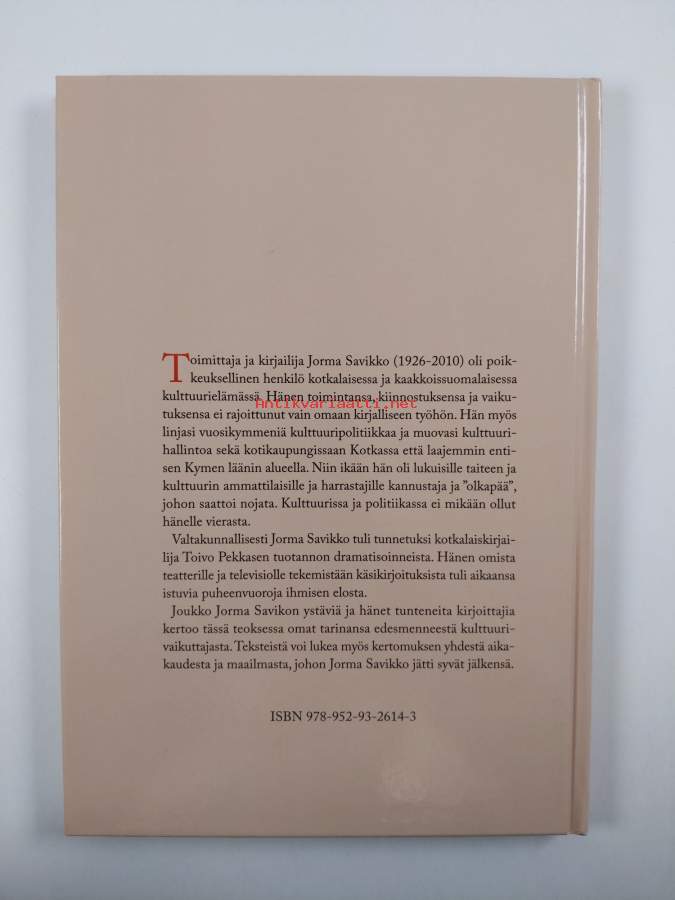 Toimittaja ja kirjailija Jorma Savikko (1926-2010) oli poik-
keuksellinen henkilö kotkalaisessa ja kaakkoissuomalaisessa
kulttuurielämässä. Hänen toimintansa, kiinnostuksensa ja vaiku-
Antikvariaatti.net
tuksensa ei rajoittunut vain omaan kirjalliseen työhön. Hän myös
linjasi vuosikymmeniä kulttuuripolitiikkaa ja muovasi kulttuuri-
hallintoa sekä kotikaupungissaan Kotkassa että laajemmin enti-
sen Kymen läänin alueella. Niin ikään hän oli lukuisille taiteen ja
kulttuurin ammattilaisille ja harrastajille kannustaja ja ”olkapää”,
johon saattoi nojata. Kulttuurissa ja politiikassa ei mikään ollut
hänelle vierasta.
Valtakunnallisesti Jorma Savikko tuli tunnetuksi kotkalaiskirjai-
lija Toivo Pekkasen tuotannon dramatisoinneista. Hänen omista
teatterille ja televisiolle tekemistään käsikirjoituksista tuli aikaansa
istuvia puheenvuoroja ihmisen elosta.
Joukko Jorma Savikon ystäviä ja hänet tunteneita kirjoittajia
kertoo tässä teoksessa omat tarinansa edesmenneestä kulttuuri-
vaikuttajasta. Teksteistä voi lukea myös kertomuksen yhdestä aika-
kaudesta ja maailmasta, johon Jorma Savikko jätti syvät jälkensä.
ISBN 978-952-93-2614-3